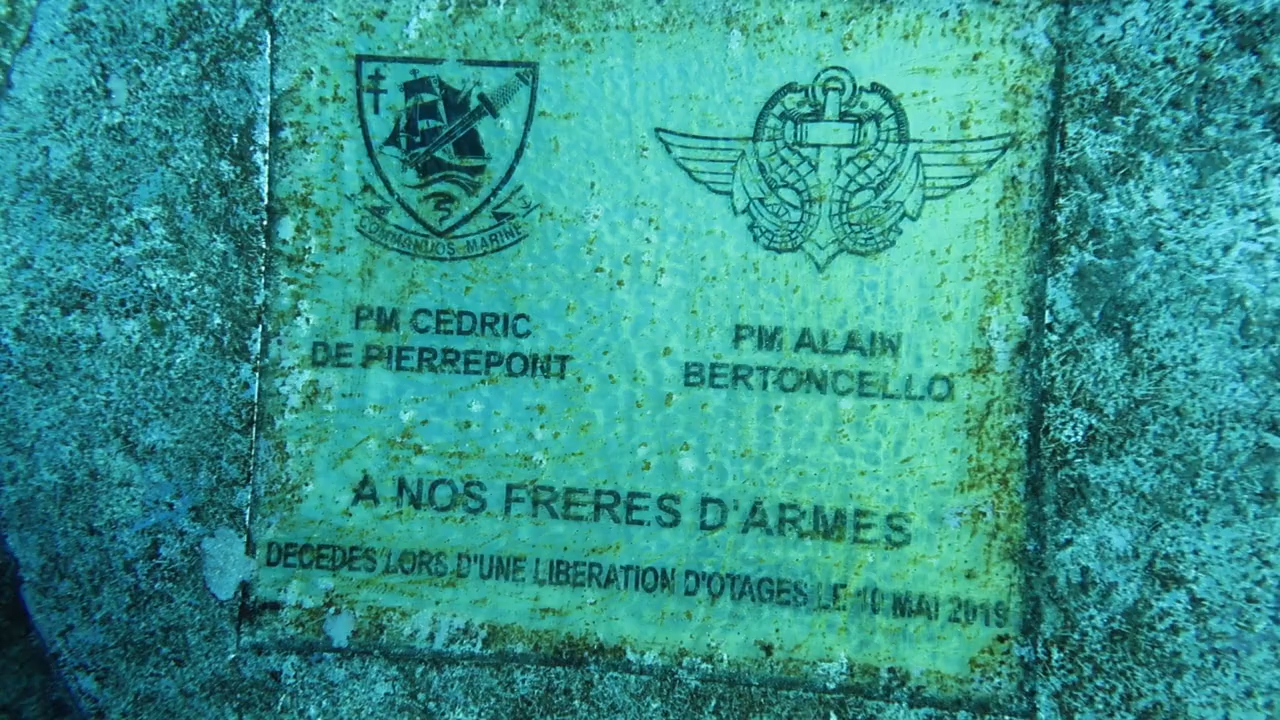 COMMANDOS MARINE
PM CEDRIC
DE PIERREPONT
PM ALAIN
BERTONCELLO
A NOS FRERES D'ARMES
DECEDES LORS D'UNE LIBERATION D'OTAGES LE 10 MAI 2019